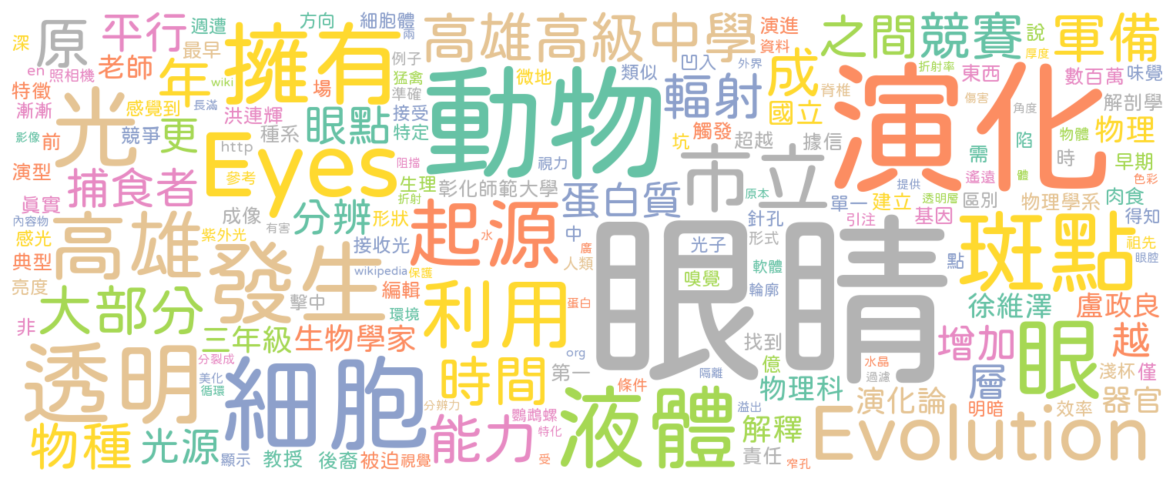 眼睛
演化
動物
擁有
Eyes
Evolution
細胞
發生
斑點
透明
高雄
液體
起源
利用
市立
光
眼
年
原
成
高雄高級中學
平行
之間
競賽
軍備
輻射
捕食者
大部分
時間
物種
光源
能力
蛋白質
分辨
眼點
更
老師
三年級
生物學家
增加
越
層
器官
演化論
解釋
物理科
徐維澤
盧政良
國立
物理
週遭
方向
細胞體
兩
例子
猛禽
準確
類似
凹入
外界
演進
資料
說
厚度
折射率
東西
數百萬
味覺
解剖學
傷害
角度
脊椎
微地
接受
特定
坑
觸發
超越
據信
需
陷
時
物體
早期
色彩
遙遠
體
深
en
照相機
最早
wiki
特徵
漸漸
感覺到
長滿
場
洪連輝
影像
前
競爭
種系
http
參考
阻擋
視力
演型
真實
生理
折射
彰化師範大學
原本
提供
透明層
單一
建立
區別
物理學系
肉食
引注
基因
得知
祖先
內容物
感光
紫外光
成像
有害
形狀
接收光
中
水
廣
針孔
形式
光子
點
眼腔
典型
亮度
擊中
wikipedia
保護
編輯
人類
嗅覺
軟體
輪廓
非
環境
蛋白
找到
分裂成
美化
循環
org
第一
隔離
億
水晶
過濾
淺杯
僅
條件
分辨力
鸚鵡螺
特化
溢出
明暗
效率
顯示
教授
後裔
被迫
視覺
受
責任
窄孔